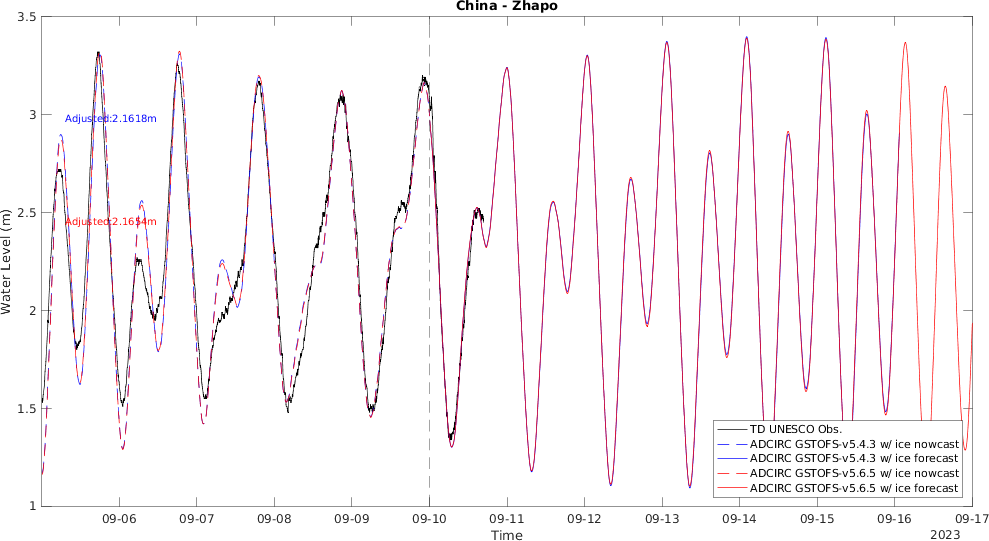 China - Zhapo
3.5
3
2.5
2
1.5
1
Water Level (m)
Adjusted:2.1618m
Adjusted:2.1654m
TD UNESCO Obs.
ADCIRC GSTOFS-v5.4.3 w/ ice nowcast
ADCIRC GSTOFS-v5.4.3 w/ ice forecast
ADCIRC GSTOFS-v5.6.5 w/ ice nowcast
ADCIRC GSTOFS-v5.6.5 w/ ice forecast
09-06 09-07 09-08 09-09 09-10 09-11 09-12 09-13 09-14 09-15 09-16 09-17
Time
2023